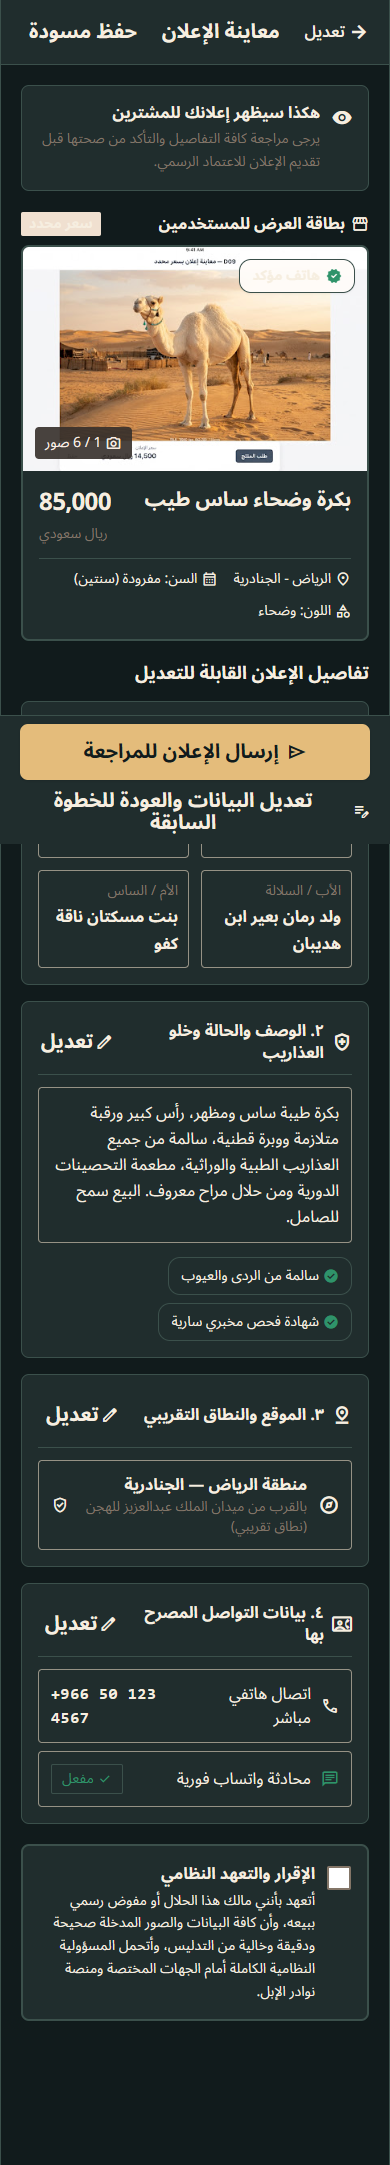 تعديل
معاينة الإعلان
حفظ مسودة
هكذا سيظهر إعلانك للمشترين
يرجى مراجعة كافة التفاصيل والتأكد من صحتها قبل
تقديم الإعلان للاعتماد الرسمي.
بطاقة العرض للمستخدمين
سعر محدد
D09 — معاينة إعلان بسعر محدد
هاتف مؤكد
1 / 6 صور
14,500
طلب المنتج
بكرة وضحاء ساس طيب
85,000
ريال سعودي
الرياض - الجنادرية
السن: مفرودة (سنتين)
اللون: وضحاء
تفاصيل الإعلان القابلة للتعديل
إرسال الإعلان للمراجعة
تعديل البيانات والعودة للخطوة
السابقة
الأب / السلالة
ولد رمان بعير ابن
هديبان
الأم / الساس
بنت مسكتان ناقة
كفو
٢. الوصف والحالة وخلو
العذاريب
تعديل
بكرة طيبة ساس ومظهر، رأس كبير ورقبة
متلازمة ووبرة قطنية، سالمة من جميع
العذاريب الطبية والوراثية، مطعمة التحصينات
الدورية ومن حلال مراح معروف. البيع سمح
للصامل.
سالمة من الردى والعيوب
شهادة فحص مخبري سارية
٣. الموقع والنطاق التقريبي
تعديل
منطقة الرياض — الجنادرية
بالقرب من ميدان الملك عبدالعزيز للهجن
(نطاق تقريبي)
٤. بيانات التواصل المصرح
بها
تعديل
اتصال هاتفي
مباشر
+966 50 123
4567
محادثة واتساب فورية
مفعل
الإقرار والتعهد النظامي
أتعهد بأنني مالك هذا الحلال أو مفوض رسمي
ببيعه، وأن كافة البيانات والصور المدخلة صحيحة
ودقيقة وخالية من التدليس، وأتحمل المسؤولية
النظامية الكاملة أمام الجهات المختصة ومنصة
نوادر الإبل.